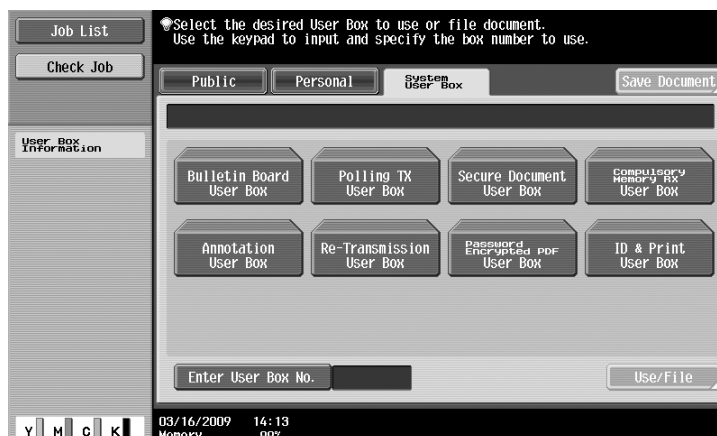 Job List
Check Job
User Box
Information
Select the desired User Box to use or file document.
Use the keypad to input and specify the box number to use.
Public
Personal
System
User Box
Save Document
Bulletin Board
User Box
Polling TX
User Box
Secure Document
User Box
Compulsory
Memory RX
User Box
Annotation
User Box
Re-Transmission
User Box
Password
Encrypted PDF
User Box
ID & Print
User Box
Enter User Box No.
Use/File
Y M C K
03/16/2009 14:13
Memory 99%